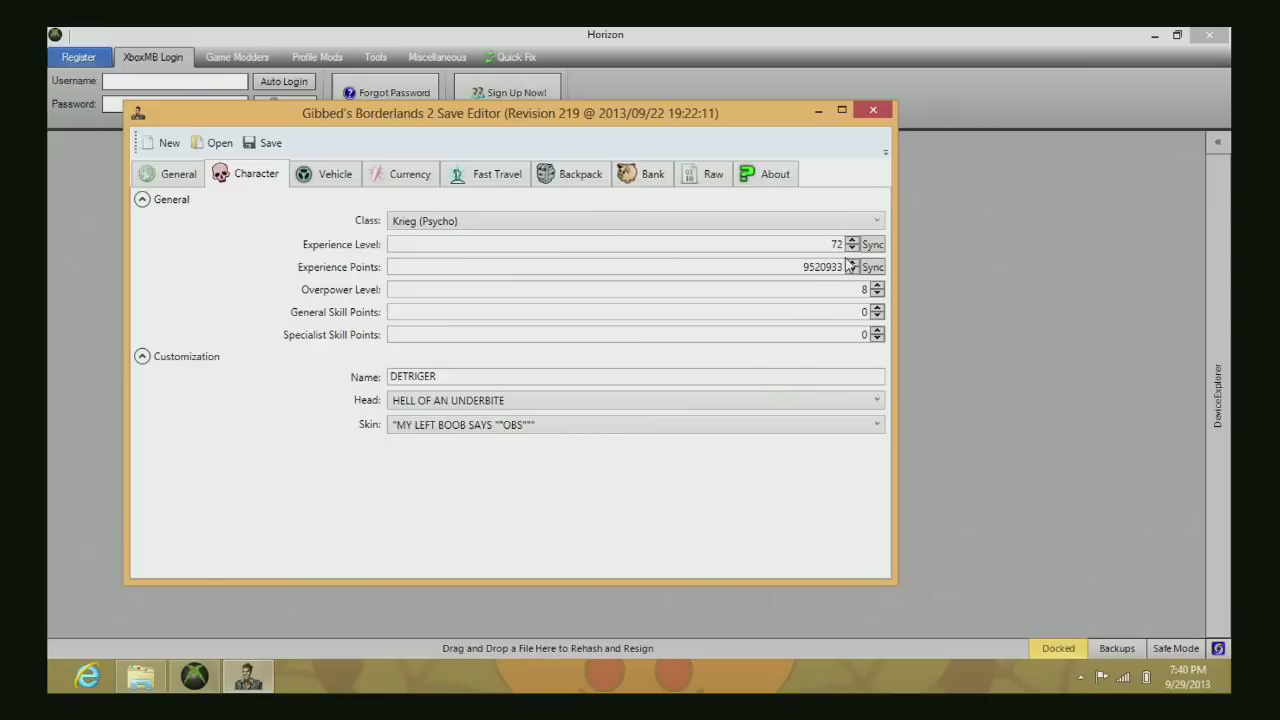 Horizon
Register XboxMB Login Game Modders Profile Mods Tools Miscellaneous Quick Fix
Username: Auto Login Forgot Password Sign Up Now!
Password:
Gibbed's Borderlands 2 Save Editor (Revision 219 @ 2013/09/22 19:22:11)
New Open Save
General Character Vehicle Currency Fast Travel Backpack Bank Raw About
General
Class: Krieg (Psycho)
Experience Level: 72 Sync
Experience Points: 9520933 Sync
Overpower Level: 8
General Skill Points: 0
Specialist Skill Points: 0
Customization
Name: DETRIGER
Head: HELL OF AN UNDERBITE
Skin: "MY LEFT BOOB SAYS ""OBS"""
DeviceExplorer
Drag and Drop a File Here to Rehash and Resign Docked Backups Safe Mode
7:40 PM
9/29/2013